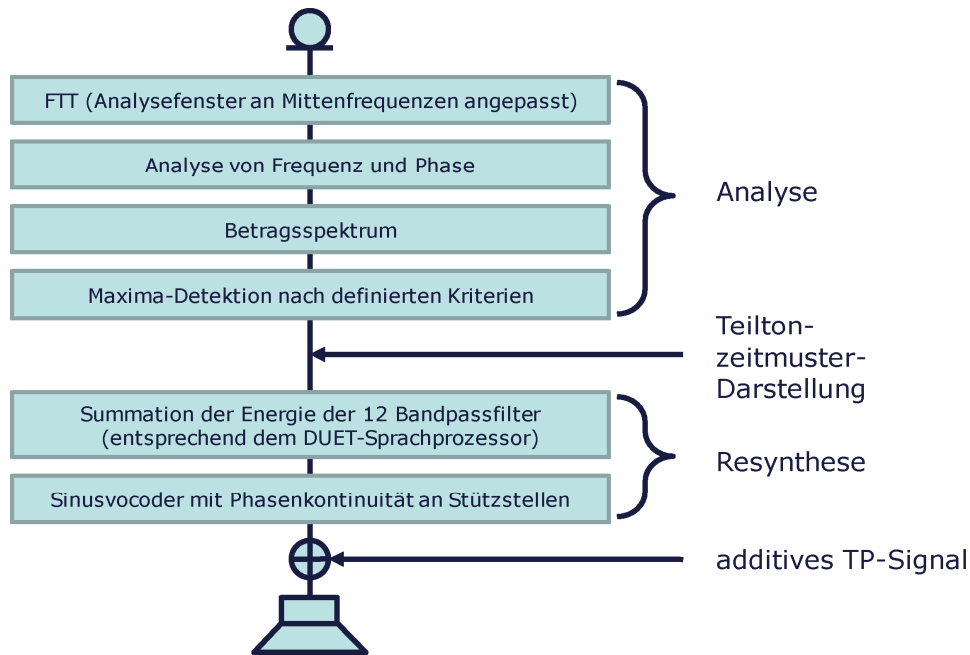 FTT (Analysefenster an Mittenfrequenzen angepasst)
Analyse von Frequenz und Phase
Betragsspektrum
Maxima-Detektion nach definierten Kriterien
Analyse
Teilton-
zeitmuster-
Darstellung
Summation der Energie der 12 Bandpassfilter
(entsprechend dem DUET-Sprachprozessor)
Sinusvocoder mit Phasenkontinuität an Stützstellen
Resynthese
additives TP-Signal